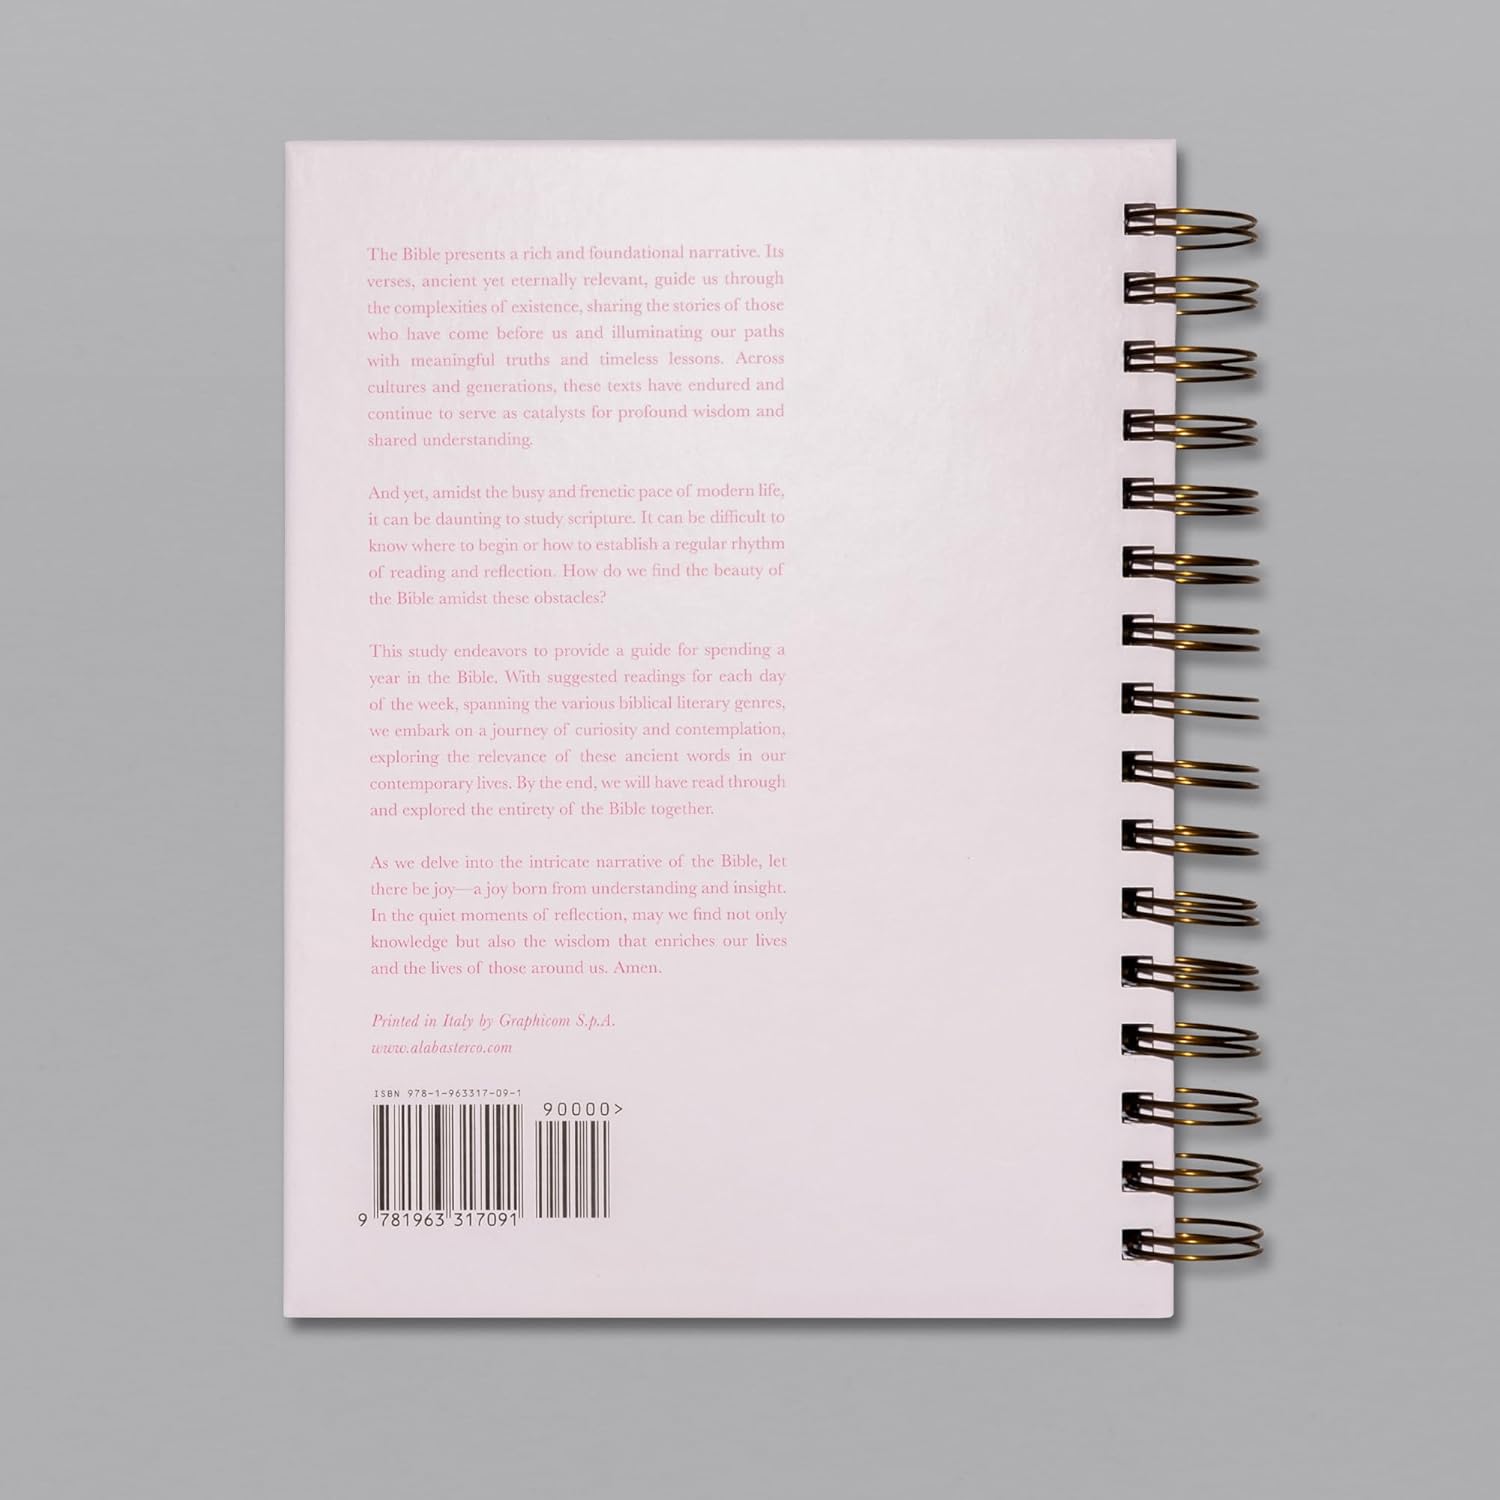 The Bible presents a rich and foundational narrative. Its
verses, ancient yet eternally relevant, guide us through
the complexities of existence, sharing the stories of those
who have come before us and illuminating our paths
with meaningful truths and timeless lessons. Across
cultures and generations, these texts have endured and
continue to serve as catalysts for profound wisdom and
shared understanding.
And yet, amidst the busy and frenetic pace of modern life,
it can be daunting to study scripture. It can be difficult to
know where to begin or how to establish a regular rhythm
of reading and reflection. How do we find the beauty of
the Bible amidst these obstacles?
This study endeavors to provide a guide for spending a
year in the Bible. With suggested readings for each day
of the week, spanning the various biblical literary genres,
we embark on a journey of curiosity and contemplation,
exploring the relevance of these ancient words in our
contemporary lives. By the end, we will have read through
and explored the entirety of the Bible together.
As we delve into the intricate narrative of the Bible, let
there be joy—a joy born from understanding and insight.
In the quiet moments of reflection, may we find not only
knowledge but also the wisdom that enriches our lives
and the lives of those around us. Amen.
Printed in Italy by Graphicom S.p.A.
www.alabasterco.com
ISBN 978-1-963317-09-1
90000>
9 781963 317091